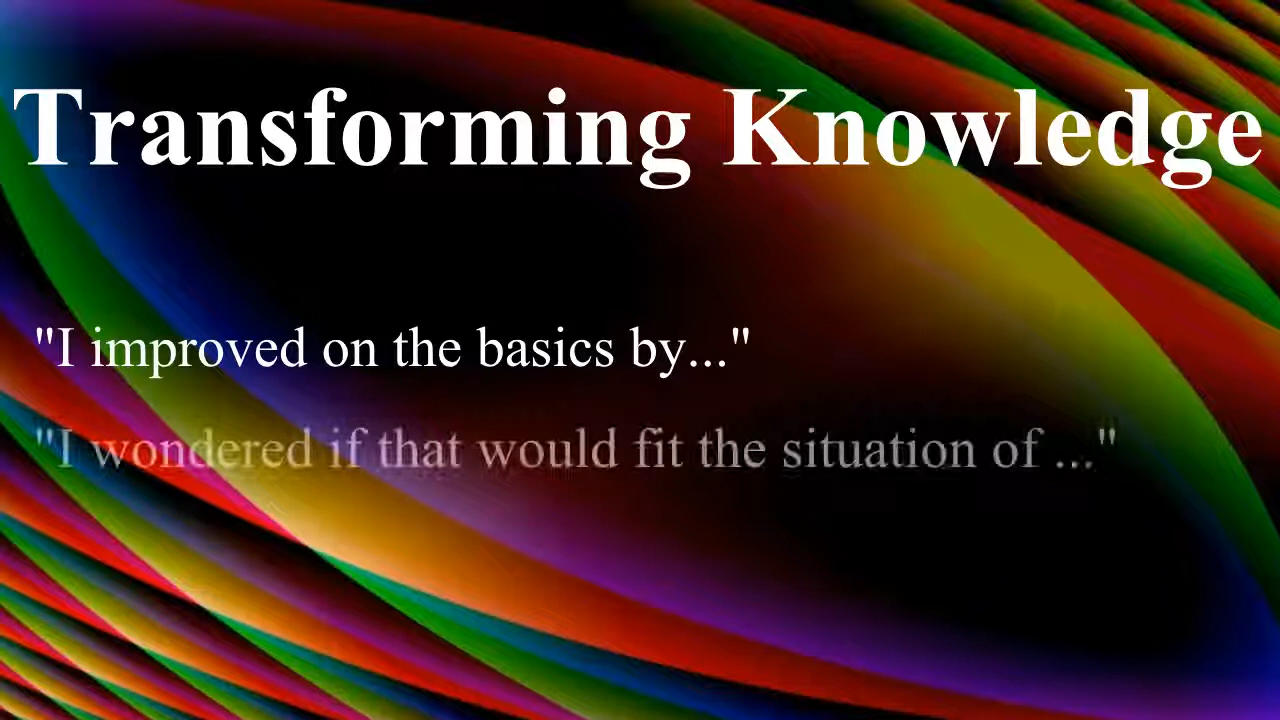 Transforming Knowledge
"I improved on the basics by..."
"I wondered if that would fit the situation of ..."